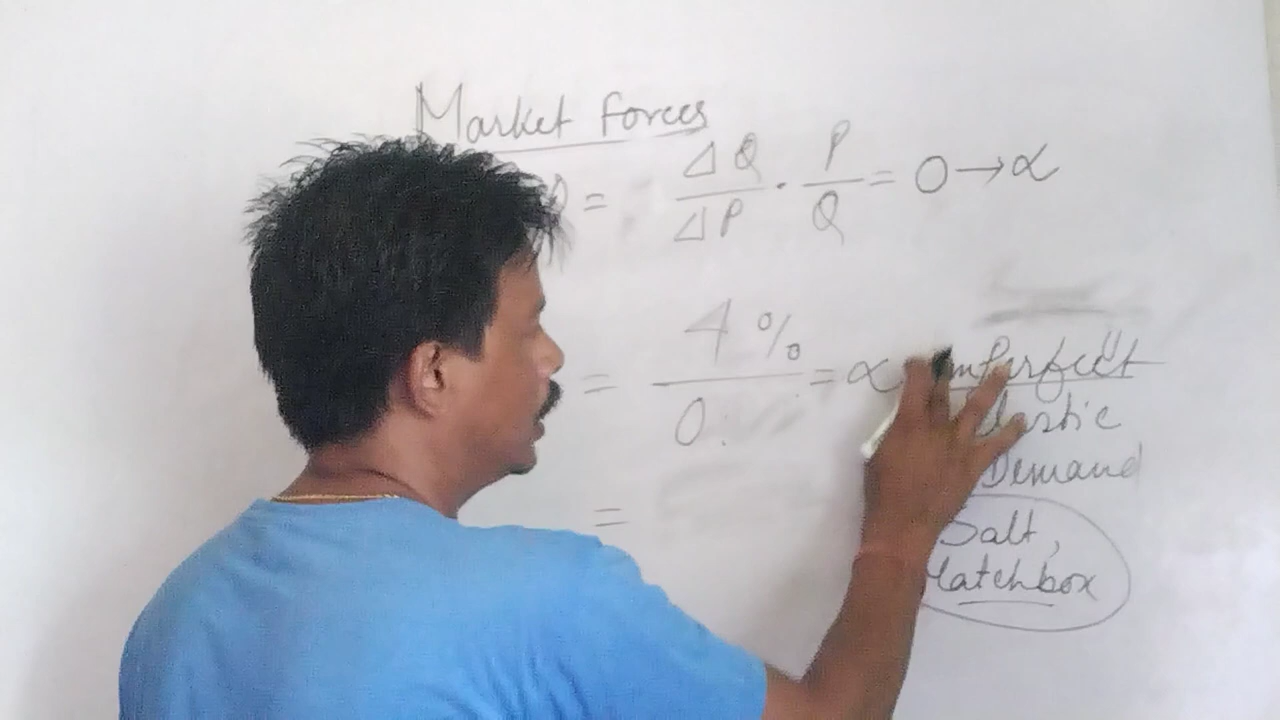 Market forces
= ΔQ/ΔP . P/Q = 0→α
= 4%/0 = α Imperfect
Elastic
Demand
=
Salt,
Matchbox